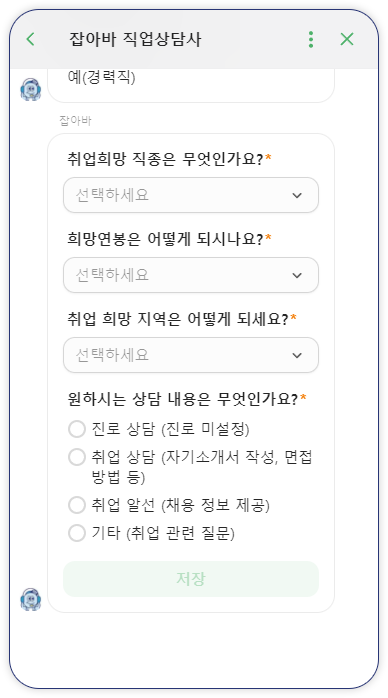 잡아바 직업상담사
예(경력직)
잡아바
취업희망 직종은 무엇인가요?*
선택하세요
희망연봉은 어떻게 되시나요?*
선택하세요
취업 희망 지역은 어떻게 되세요?*
선택하세요
원하시는 상담 내용은 무엇인가요?*
진로 상담 (진로 미설정)
취업 상담 (자기소개서 작성, 면접
방법 등)
취업 알선 (채용 정보 제공)
기타 (취업 관련 질문)
저장